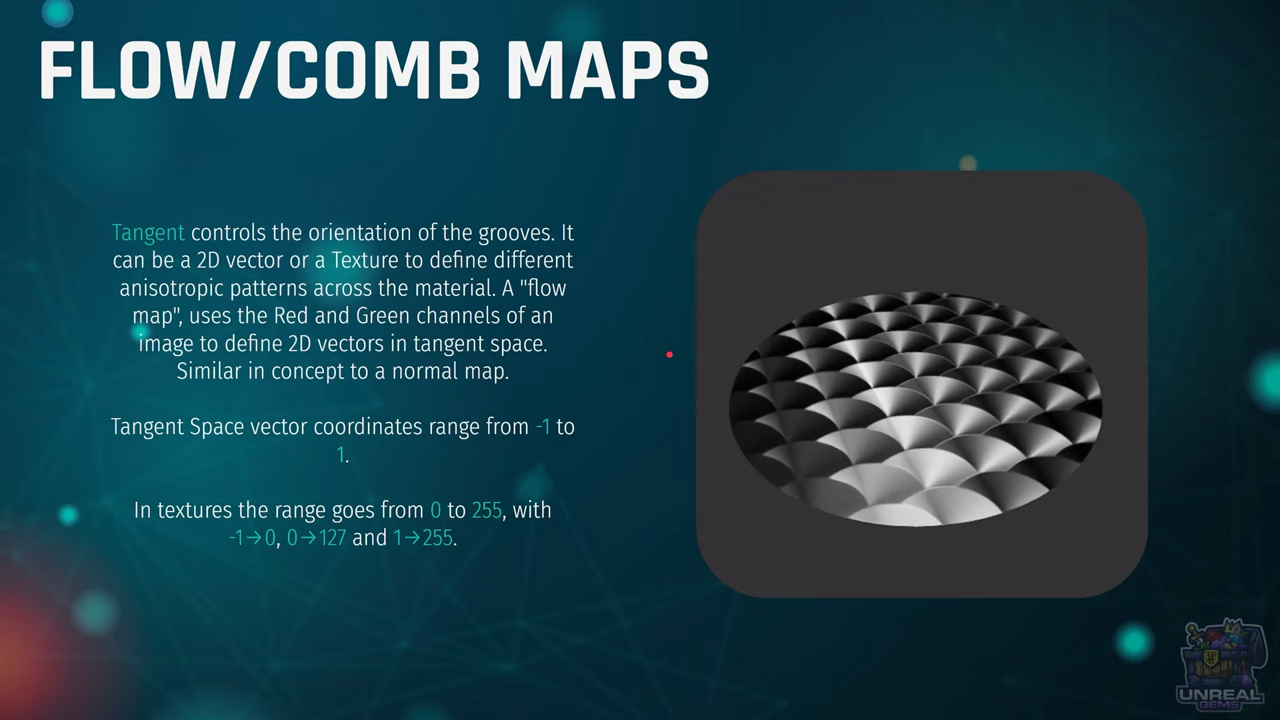 FLOW/COMB MAPS
Tangent controls the orientation of the grooves. It
can be a 2D vector or a Texture to define different
anisotropic patterns across the material. A "flow
map", uses the Red and Green channels of an
image to define 2D vectors in tangent space.
Similar in concept to a normal map.
Tangent Space vector coordinates range from -1 to
1.
In textures the range goes from 0 to 255, with
-1→0, 0→127 and 1→255.
UNREAL
GEMS